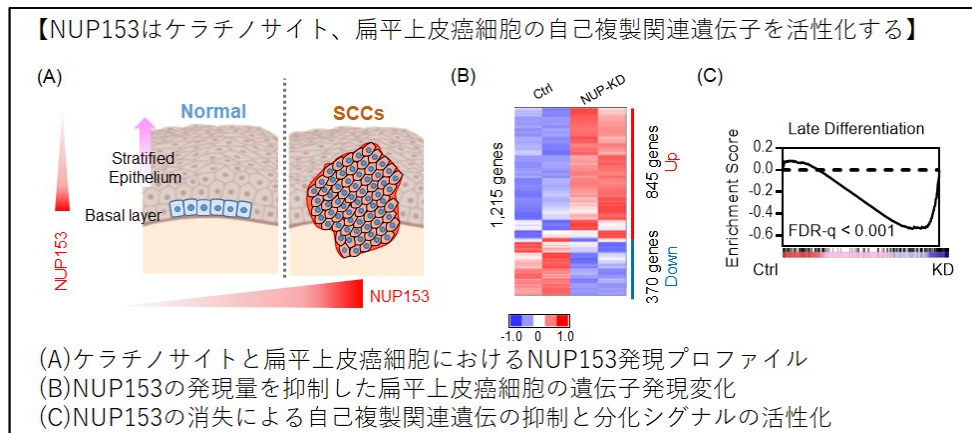 【NUP153はケラチノサイト、扁平上皮癌細胞の自己複製関連遺伝子を活性化する】
(A)
Normal
SCCs
Stratified
Epithelium
Basal layer
NUP153
NUP153
(B)
Ctrl
NUP-KD
1,215 genes
845 genes
Up
370 genes
Down
-1.0
0
1.0
(C)
Late Differentiation
Enrichment Score
0.2
0.0
-0.2
-0.4
-0.6
FDR-q < 0.001
Ctrl
KD
(A)ケラチノサイトと扁平上皮癌細胞におけるNUP153発現プロファイル
(B)NUP153の発現量を抑制した扁平上皮癌細胞の遺伝子発現変化
(C)NUP153の消失による自己複製関連遺伝の抑制と分化シグナルの活性化